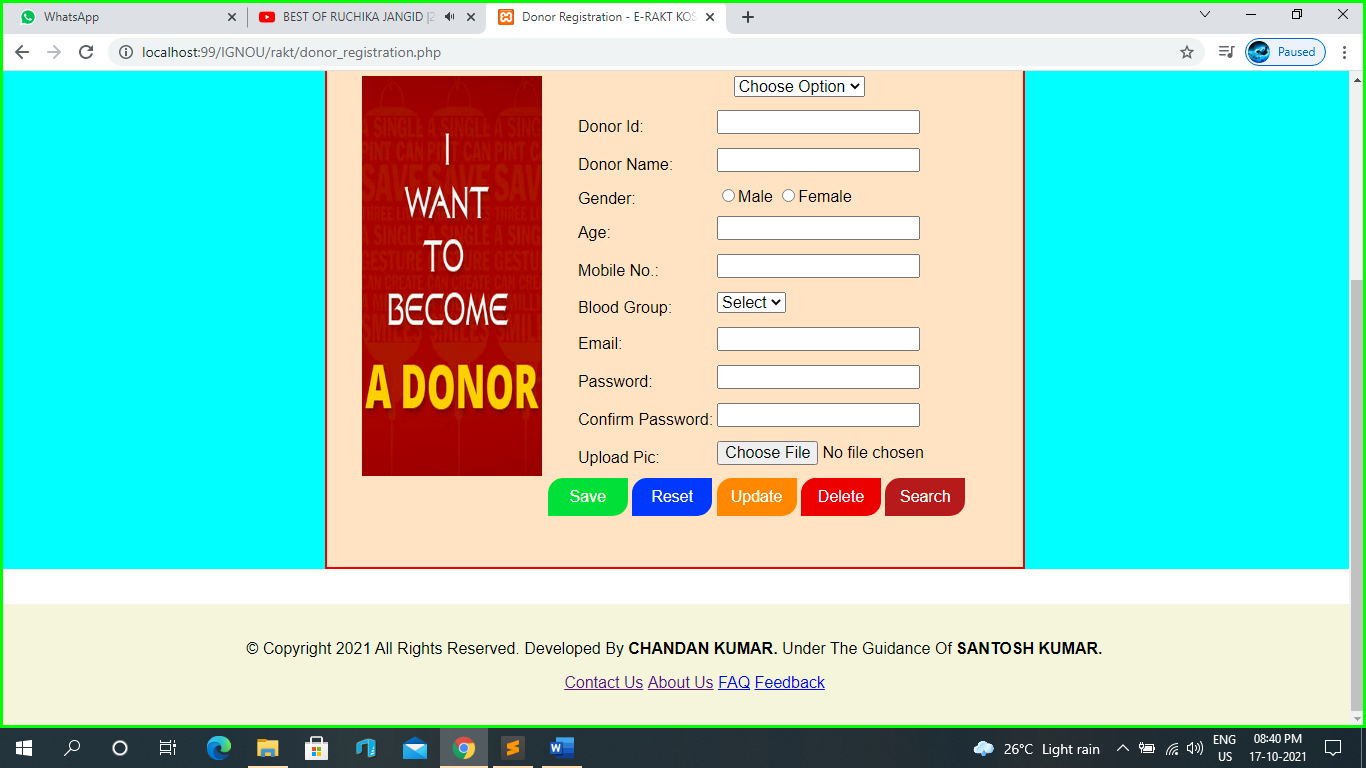 WhatsApp
BEST OF RUCHIKA JANGID |2
Donor Registration - E-RAKT KOS
localhost:99/IGNOU/rakt/donor_registration.php
Paused
I
WANT
TO
BECOME
A DONOR
Choose Option
Donor Id:
Donor Name:
Gender: Male Female
Age:
Mobile No.:
Blood Group: Select
Email:
Password:
Confirm Password:
Upload Pic: Choose File No file chosen
Save Reset Update Delete Search
© Copyright 2021 All Rights Reserved. Developed By CHANDAN KUMAR. Under The Guidance Of SANTOSH KUMAR.
Contact Us About Us FAQ Feedback
26°C Light rain
ENG
US
08:40 PM
17-10-2021